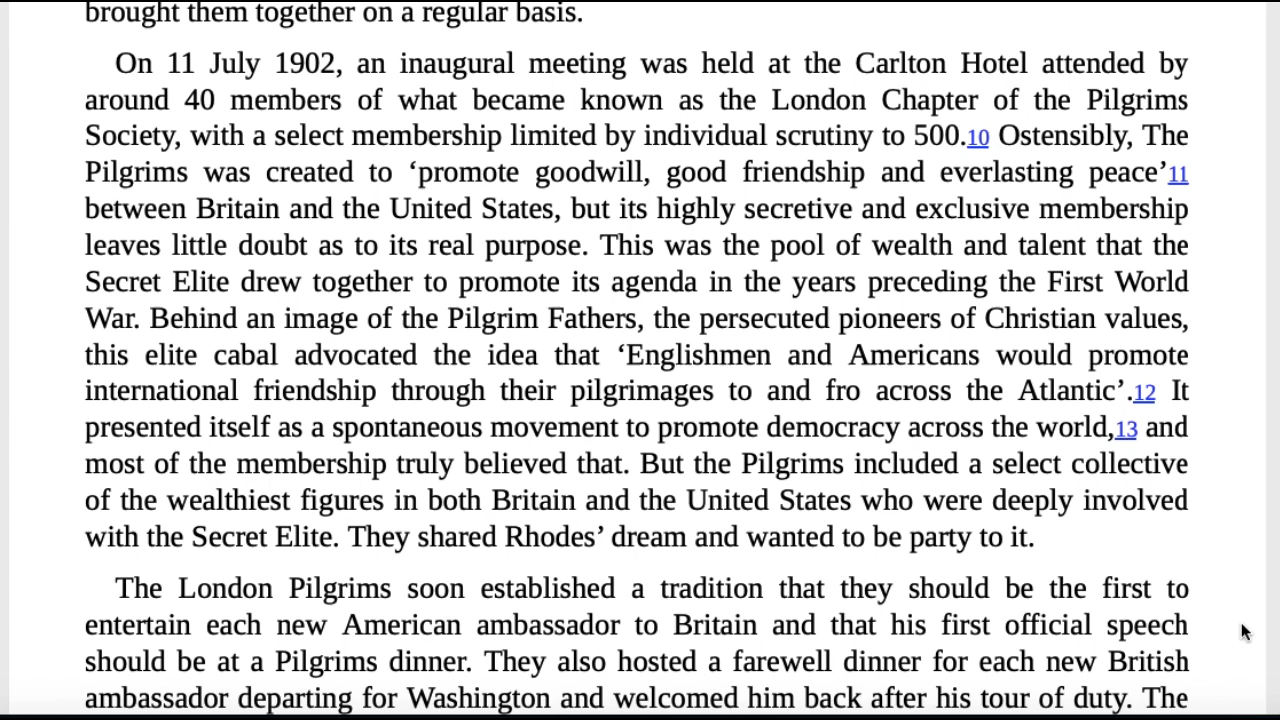 brought them together on a regular basis.
On 11 July 1902, an inaugural meeting was held at the Carlton Hotel attended by
around 40 members of what became known as the London Chapter of the Pilgrims
Society, with a select membership limited by individual scrutiny to 500.10 Ostensibly, The
Pilgrims was created to ‘promote goodwill, good friendship and everlasting peace’11
between Britain and the United States, but its highly secretive and exclusive membership
leaves little doubt as to its real purpose. This was the pool of wealth and talent that the
Secret Elite drew together to promote its agenda in the years preceding the First World
War. Behind an image of the Pilgrim Fathers, the persecuted pioneers of Christian values,
this elite cabal advocated the idea that ‘Englishmen and Americans would promote
international friendship through their pilgrimages to and fro across the Atlantic’.12 It
presented itself as a spontaneous movement to promote democracy across the world,13 and
most of the membership truly believed that. But the Pilgrims included a select collective
of the wealthiest figures in both Britain and the United States who were deeply involved
with the Secret Elite. They shared Rhodes’ dream and wanted to be party to it.
The London Pilgrims soon established a tradition that they should be the first to
entertain each new American ambassador to Britain and that his first official speech
should be at a Pilgrims dinner. They also hosted a farewell dinner for each new British
ambassador departing for Washington and welcomed him back after his tour of duty. The